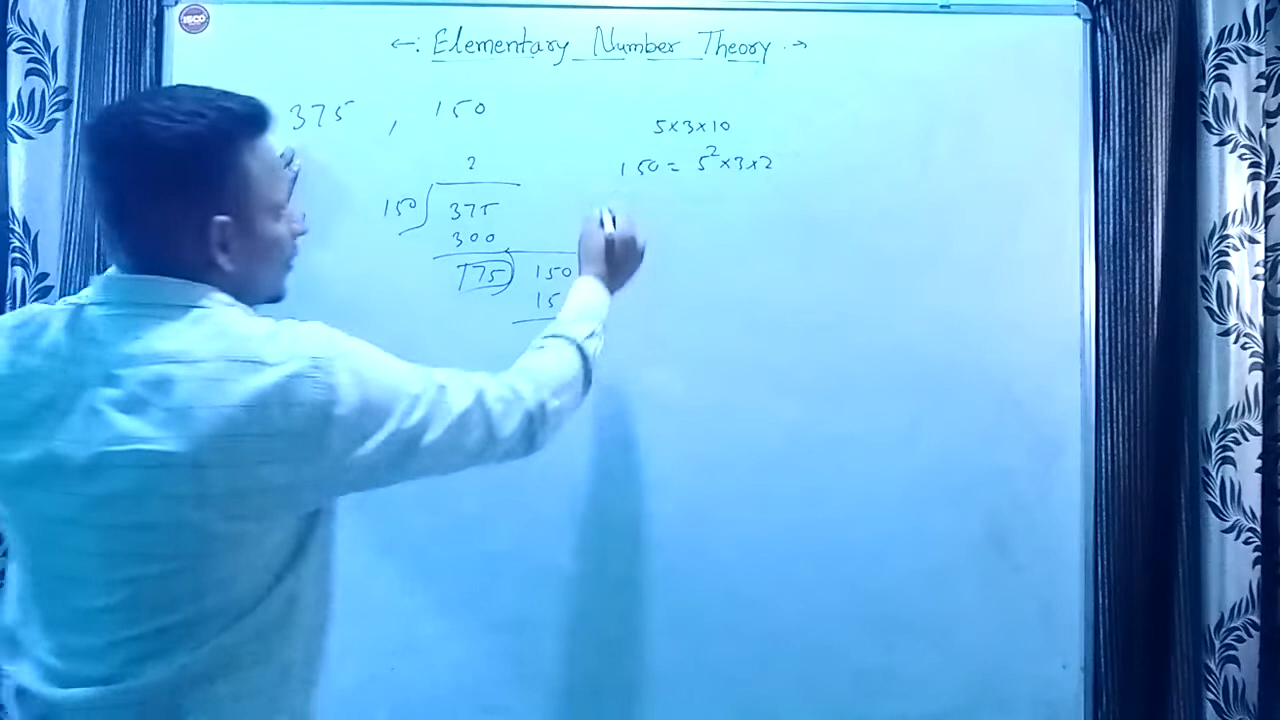 ISCO
←: Elementary Number Theory :→
375 , 150
5×3×10
150 = 5²×3×2
2
150 ) 375
300
75 ) 150
15